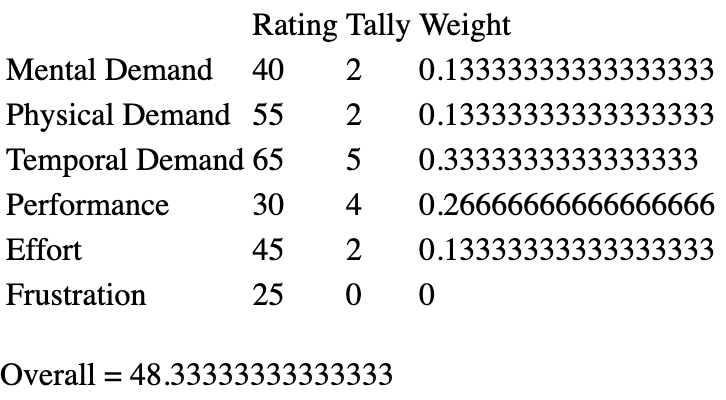 Rating Tally Weight
Mental Demand 40 2 0.13333333333333333
Physical Demand 55 2 0.13333333333333333
Temporal Demand 65 5 0.3333333333333333
Performance 30 4 0.26666666666666666
Effort 45 2 0.13333333333333333
Frustration 25 0 0
Overall = 48.33333333333333